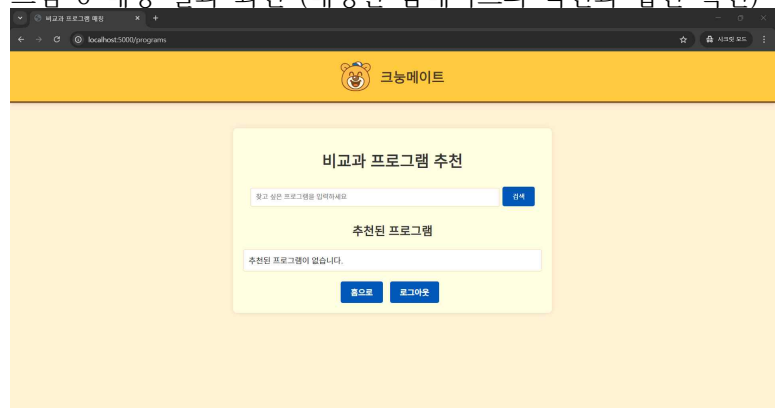 비교과 프로그램 매칭
localhost:5000/programs
시크릿 모드
크눙메이트
비교과 프로그램 추천
찾고 싶은 프로그램을 입력하세요
검색
추천된 프로그램
추천된 프로그램이 없습니다.
홈으로
로그아웃